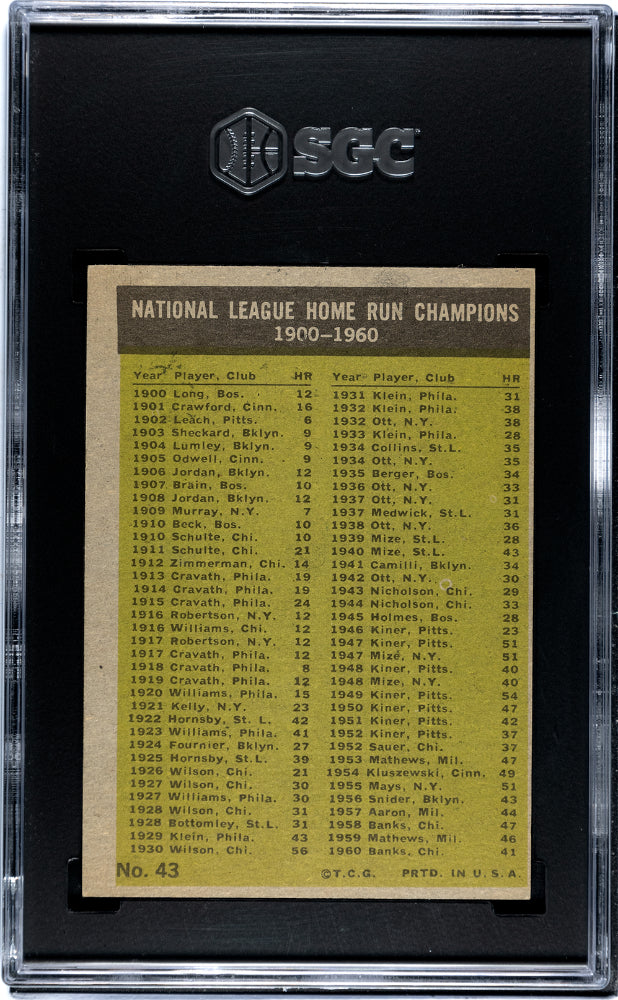 SGC
NATIONAL LEAGUE HOME RUN CHAMPIONS
1900-1960
Year Player, Club HR
1900 Long, Bos. 12
1901 Crawford, Cinn. 16
1902 Leach, Pitts. 6
1903 Sheckard, Bklyn. 9
1904 Lumley, Bklyn. 9
1905 Odwell, Cinn. 9
1906 Jordan, Bklyn. 12
1907 Brain, Bos. 10
1908 Jordan, Bklyn. 12
1909 Murray, N.Y. 7
1910 Beck, Bos. 10
1910 Schulte, Chi. 10
1911 Schulte, Chi. 21
1912 Zimmerman, Chi. 14
1913 Cravath, Phila. 19
1914 Cravath, Phila. 19
1915 Cravath, Phila. 24
1916 Robertson, N.Y. 12
1916 Williams, Chi. 12
1917 Robertson, N.Y. 12
1917 Cravath, Phila. 12
1918 Cravath, Phila. 8
1919 Cravath, Phila. 12
1920 Williams, Phila. 15
1921 Kelly, N.Y. 23
1922 Hornsby, St. L. 42
1923 Williams, Phila. 41
1924 Fournier, Bklyn. 27
1925 Hornsby, St.L. 39
1926 Wilson, Chi. 21
1927 Wilson, Chi. 30
1927 Williams, Phila. 30
1928 Wilson, Chi. 31
1928 Bottomley, St.L. 31
1929 Klein, Phila. 43
1930 Wilson, Chi. 56
Year Player, Club HR
1931 Klein, Phila. 31
1932 Klein, Phila. 38
1932 Ott, N.Y. 38
1933 Klein, Phila. 28
1934 Collins, St.L. 35
1934 Ott, N.Y. 35
1935 Berger, Bos. 34
1936 Ott, N.Y. 33
1937 Ott, N.Y. 31
1937 Medwick, St.L. 31
1938 Ott, N.Y. 36
1939 Mize, St.L. 28
1940 Mize, St.L. 43
1941 Camilli, Bklyn. 34
1942 Ott, N.Y. 30
1943 Nicholson, Chi. 29
1944 Nicholson, Chi. 33
1945 Holmes, Bos. 28
1946 Kiner, Pitts. 23
1947 Kiner, Pitts. 51
1947 Mize, N.Y. 51
1948 Kiner, Pitts. 40
1948 Mize, N.Y. 40
1949 Kiner, Pitts. 54
1950 Kiner, Pitts. 47
1951 Kiner, Pitts. 42
1952 Kiner, Pitts. 37
1952 Sauer, Chi. 37
1953 Mathews, Mil. 47
1954 Kluszewski, Cinn. 49
1955 Mays, N.Y. 51
1956 Snider, Bklyn. 43
1957 Aaron, Mil. 44
1958 Banks, Chi. 47
1959 Mathews, Mil. 46
1960 Banks, Chi. 41
No. 43
©T.C.G. PRTD. IN U.S.A.